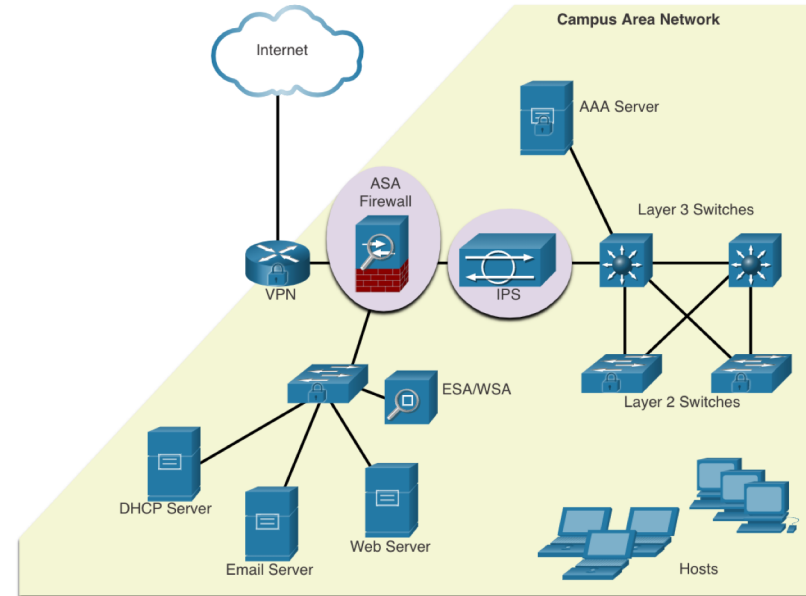 Campus Area Network
Internet
AAA Server
ASA
Firewall
Layer 3 Switches
VPN
IPS
ESA/WSA
Layer 2 Switches
DHCP Server
Web Server
Email Server
Hosts